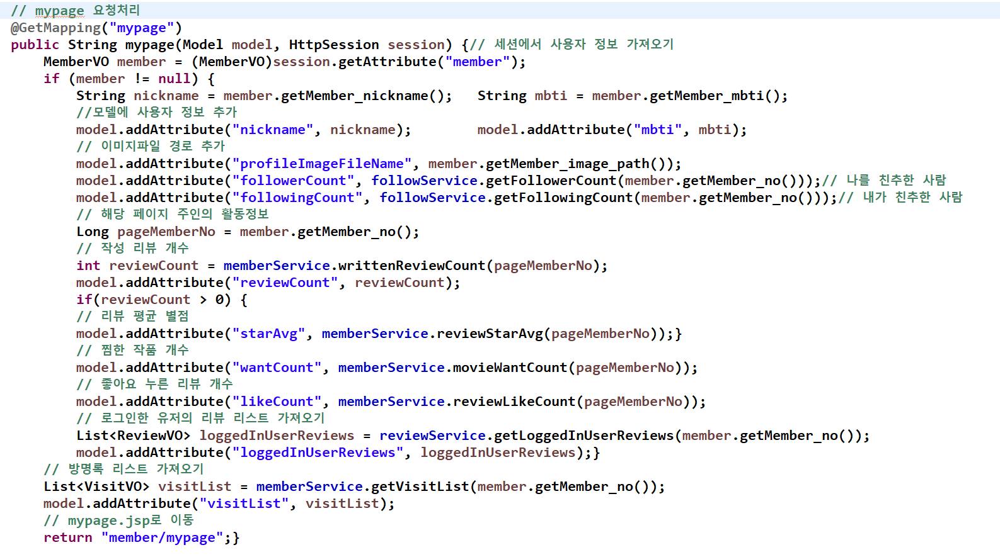 // mypage 요청처리
@GetMapping("mypage")
public String mypage(Model model, HttpSession session) {// 세션에서 사용자 정보 가져오기
    MemberVO member = (MemberVO)session.getAttribute("member");
    if (member != null) {
        String nickname = member.getMember_nickname();   String mbti = member.getMember_mbti();
        //모델에 사용자 정보 추가
        model.addAttribute("nickname", nickname);        model.addAttribute("mbti", mbti);
        // 이미지파일 경로 추가
        model.addAttribute("profileImageFileName", member.getMember_image_path());
        model.addAttribute("followerCount", followService.getFollowerCount(member.getMember_no()));// 나를 친추한 사람
        model.addAttribute("followingCount", followService.getFollowingCount(member.getMember_no()));// 내가 친추한 사람
        // 해당 페이지 주인의 활동정보
        Long pageMemberNo = member.getMember_no();
        // 작성 리뷰 개수
        int reviewCount = memberService.writtenReviewCount(pageMemberNo);
        model.addAttribute("reviewCount", reviewCount);
        if(reviewCount > 0) {
        // 리뷰 평균 별점
        model.addAttribute("starAvg", memberService.reviewStarAvg(pageMemberNo));}
        // 찜한 작품 개수
        model.addAttribute("wantCount", memberService.movieWantCount(pageMemberNo));
        // 좋아요 누른 리뷰 개수
        model.addAttribute("likeCount", memberService.reviewLikeCount(pageMemberNo));
        // 로그인한 유저의 리뷰 리스트 가져오기
        List<ReviewVO> loggedInUserReviews = reviewService.getLoggedInUserReviews(member.getMember_no());
        model.addAttribute("loggedInUserReviews", loggedInUserReviews);}
    // 방명록 리스트 가져오기
    List<VisitVO> visitList = memberService.getVisitList(member.getMember_no());
    model.addAttribute("visitList", visitList);
    // mypage.jsp로 이동
    return "member/mypage";}